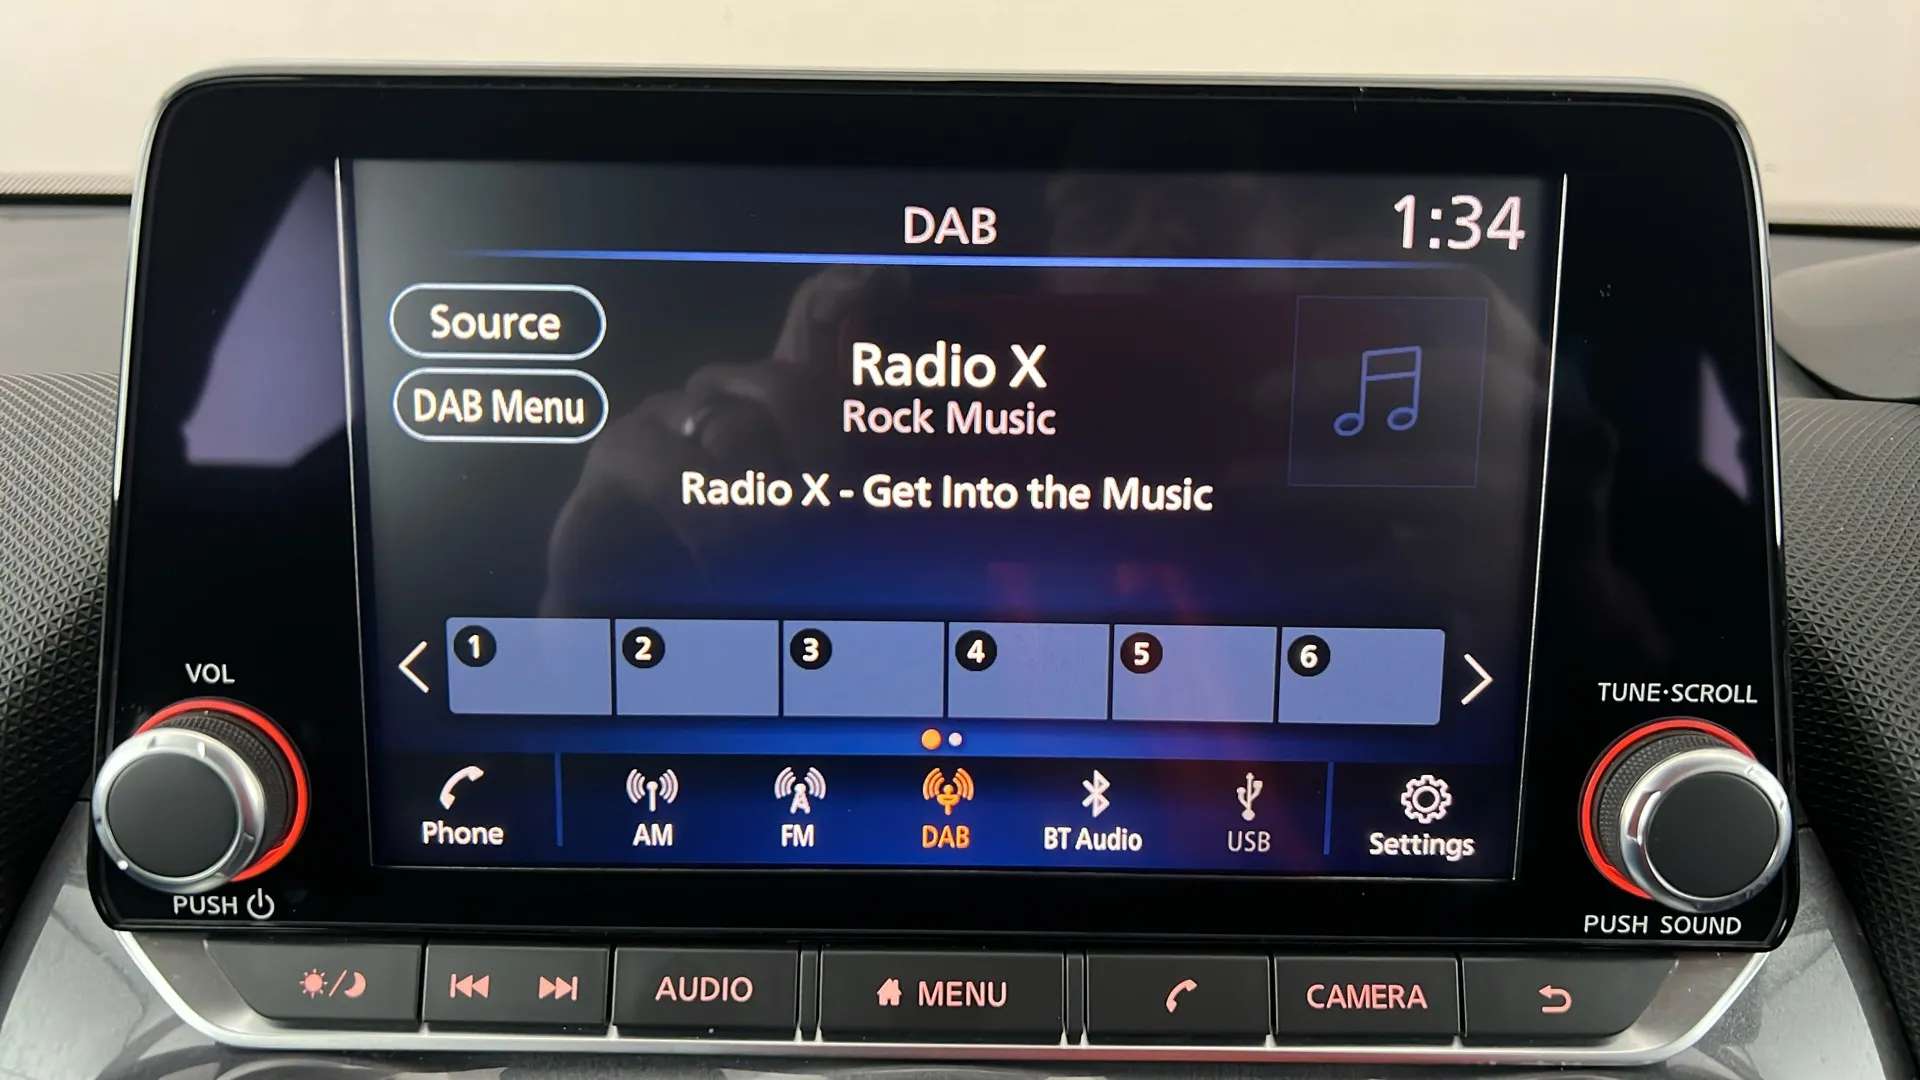 DAB
1:34
Source
DAB Menu
Radio X
Rock Music
Radio X - Get Into the Music
1 2 3 4 5 6
VOL
TUNE·SCROLL
Phone AM FM DAB BT Audio USB Settings
PUSH
PUSH SOUND
AUDIO
MENU
CAMERA